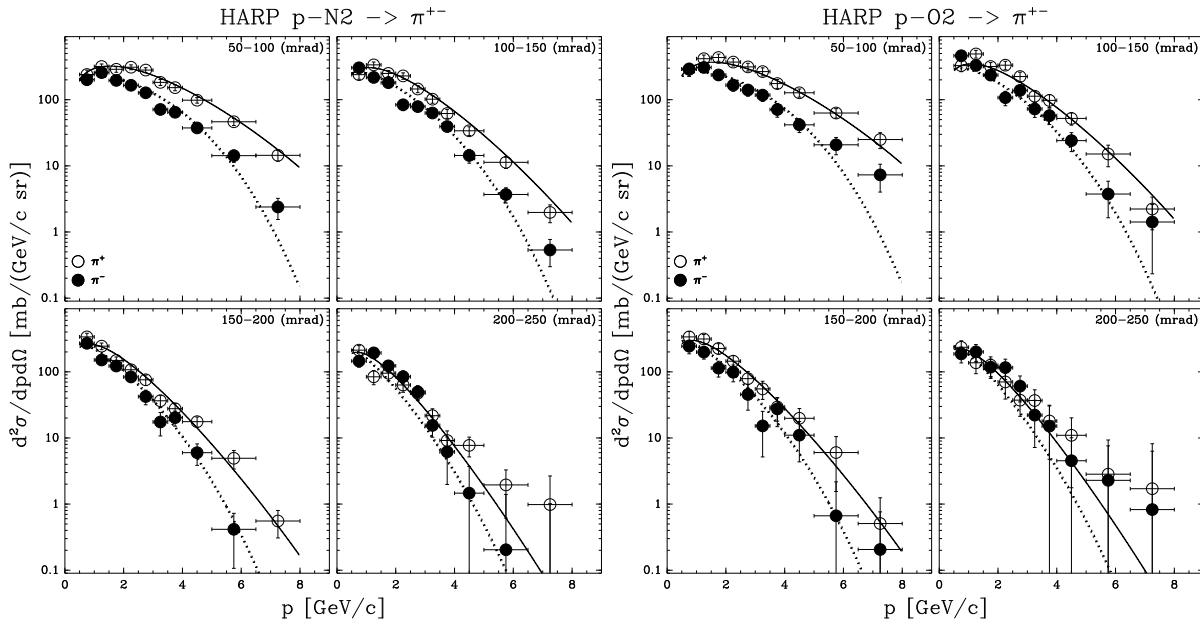 HARP p-N2 -> π⁺⁻
HARP p-O2 -> π⁺⁻
d²σ/dpdΩ [mb/(GeV/c sr)]
50-100 (mrad)
100
10
1
0.1
π⁺
π⁻
100-150 (mrad)
150-200 (mrad)
100
10
1
0.1
0 2 4 6 8
200-250 (mrad)
0 2 4 6 8
p [GeV/c]
d²σ/dpdΩ [mb/(GeV/c sr)]
50-100 (mrad)
100
10
1
0.1
π⁺
π⁻
100-150 (mrad)
150-200 (mrad)
100
10
1
0.1
0 2 4 6 8
200-250 (mrad)
0 2 4 6 8
p [GeV/c]